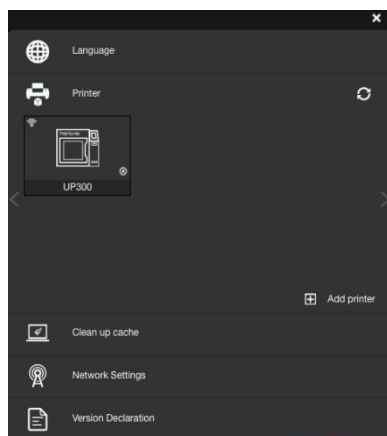 Language
Printer
UP300
Add printer
Clean up cache
Network Settings
Version Declaration